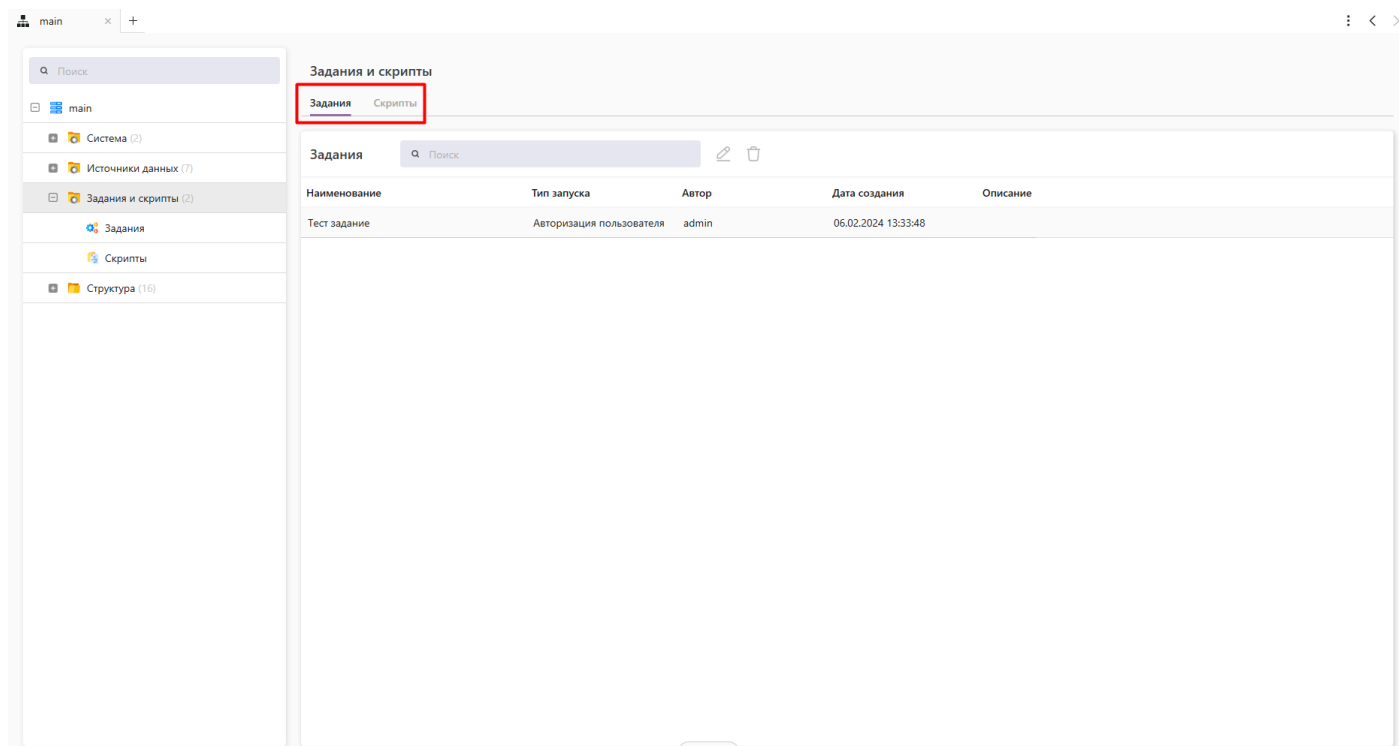 main
Поиск
main
Система (2)
Источники данных (7)
Задания и скрипты (2)
Задания
Скрипты
Структура (16)
Задания и скрипты
Задания Скрипты
Задания Поиск
Наименование Тип запуска Автор Дата создания Описание
Тест задание Авторизация пользователя admin 06.02.2024 13:33:48